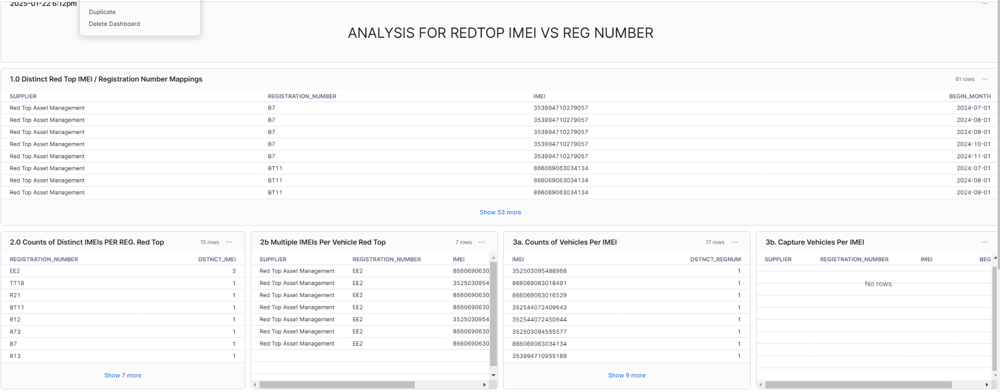 2025-01-22 6:12pm
Duplicate
Delete Dashboard
ANALYSIS FOR REDTOP IMEI VS REG NUMBER
1.0 Distinct Red Top IMEI / Registration Number Mappings 61 rows
SUPPLIER REGISTRATION_NUMBER IMEI BEGIN_MONTH
Red Top Asset Management B7 353994710279057 2024-07-01
Red Top Asset Management B7 353994710279057 2024-08-01
Red Top Asset Management B7 353994710279057 2024-09-01
Red Top Asset Management B7 353994710279057 2024-10-01
Red Top Asset Management B7 353994710279057 2024-11-01
Red Top Asset Management BT11 866069063034134 2024-07-01
Red Top Asset Management BT11 866069063034134 2024-08-01
Red Top Asset Management BT11 866069063034134 2024-09-01
Show 53 more
2.0 Counts of Distinct IMEIs PER REG. Red Top 15 rows
REGISTRATION_NUMBER DSTNCT_IMEI
EE2 3
TT18 1
R21 1
BT11 1
R12 1
R73 1
B7 1
R13 1
Show 7 more
2b Multiple IMEIs Per Vehicle Red Top 7 rows
SUPPLIER REGISTRATION_NUMBER IMEI
Red Top Asset Management EE2 8660690630
Red Top Asset Management EE2 3525030954
Red Top Asset Management EE2 8660690630
Red Top Asset Management EE2 8660690630
Red Top Asset Management EE2 3525030954
Red Top Asset Management EE2 8660690630
Red Top Asset Management EE2 8660690630
3a. Counts of Vehicles Per IMEI 17 rows
IMEI DSTNCT_REGNUM
352503095488968 1
866069063018491 1
866069063016529 1
352544072409643 1
352544072450944 1
352503094555577 1
866069063034134 1
353994710955169 1
Show 9 more
3b. Capture Vehicles Per IMEI
SUPPLIER REGISTRATION_NUMBER IMEI BEG
No rows